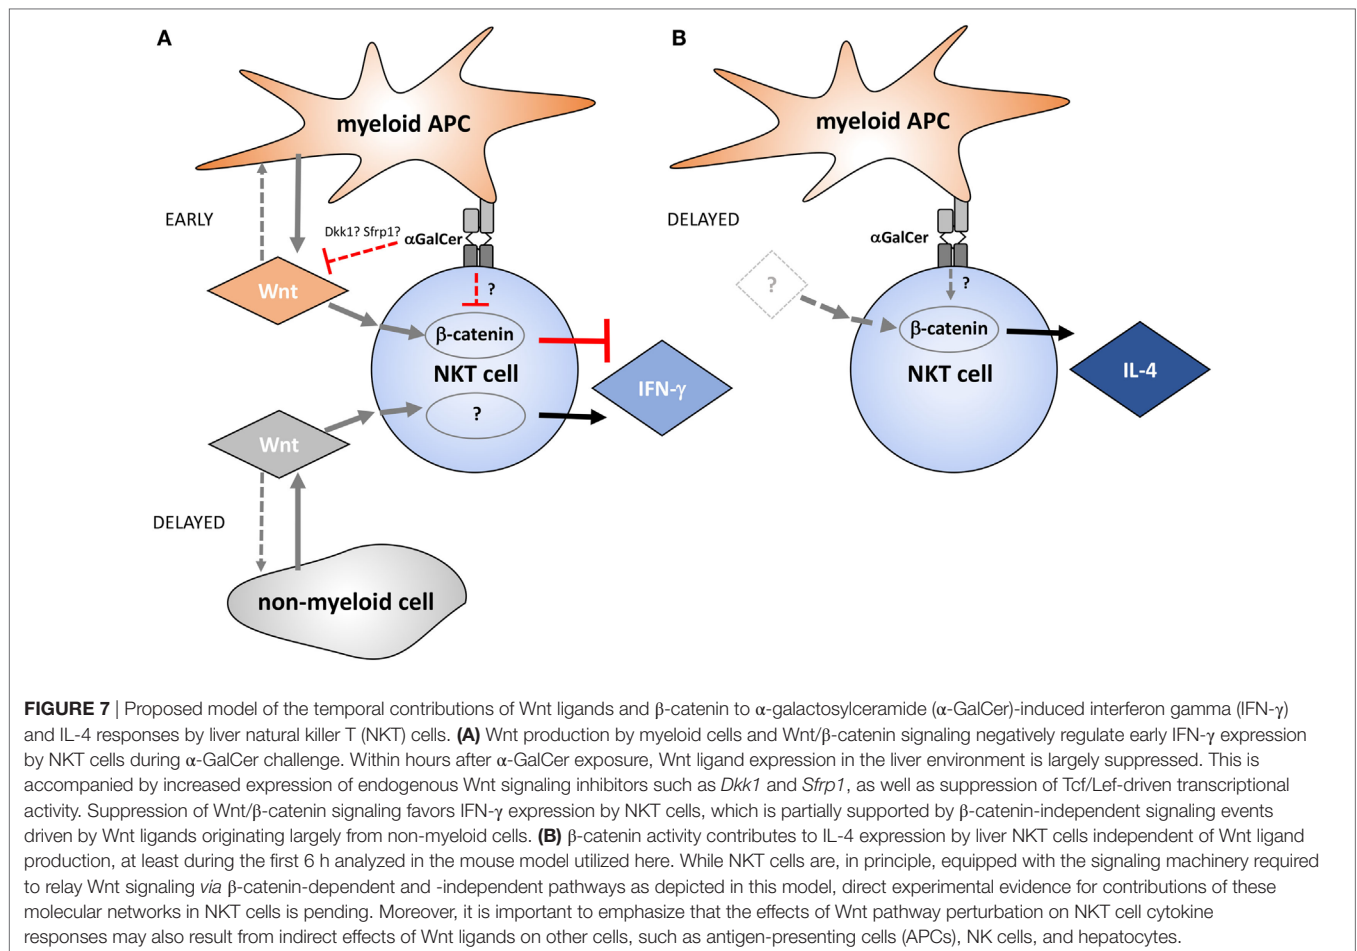 A
B
myeloid APC
myeloid APC
EARLY
DELAYED
Dkk1? Sfrp1?
αGalCer
αGalCer
?
?
Wnt
?
β-catenin
β-catenin
NKT cell
NKT cell
IFN-γ
IL-4
?
Wnt
DELAYED
non-myeloid cell
FIGURE 7 | Proposed model of the temporal contributions of Wnt ligands and β-catenin to α-galactosylceramide (α-GalCer)-induced interferon gamma (IFN-γ)
and IL-4 responses by liver natural killer T (NKT) cells. (A) Wnt production by myeloid cells and Wnt/β-catenin signaling negatively regulate early IFN-γ expression
by NKT cells during α-GalCer challenge. Within hours after α-GalCer exposure, Wnt ligand expression in the liver environment is largely suppressed. This is
accompanied by increased expression of endogenous Wnt signaling inhibitors such as Dkk1 and Sfrp1, as well as suppression of Tcf/Lef-driven transcriptional
activity. Suppression of Wnt/β-catenin signaling favors IFN-γ expression by NKT cells, which is partially supported by β-catenin-independent signaling events
driven by Wnt ligands originating largely from non-myeloid cells. (B) β-catenin activity contributes to IL-4 expression by liver NKT cells independent of Wnt ligand
production, at least during the first 6 h analyzed in the mouse model utilized here. While NKT cells are, in principle, equipped with the signaling machinery required
to relay Wnt signaling via β-catenin-dependent and -independent pathways as depicted in this model, direct experimental evidence for contributions of these
molecular networks in NKT cells is pending. Moreover, it is important to emphasize that the effects of Wnt pathway perturbation on NKT cell cytokine
responses may also result from indirect effects of Wnt ligands on other cells, such as antigen-presenting cells (APCs), NK cells, and hepatocytes.